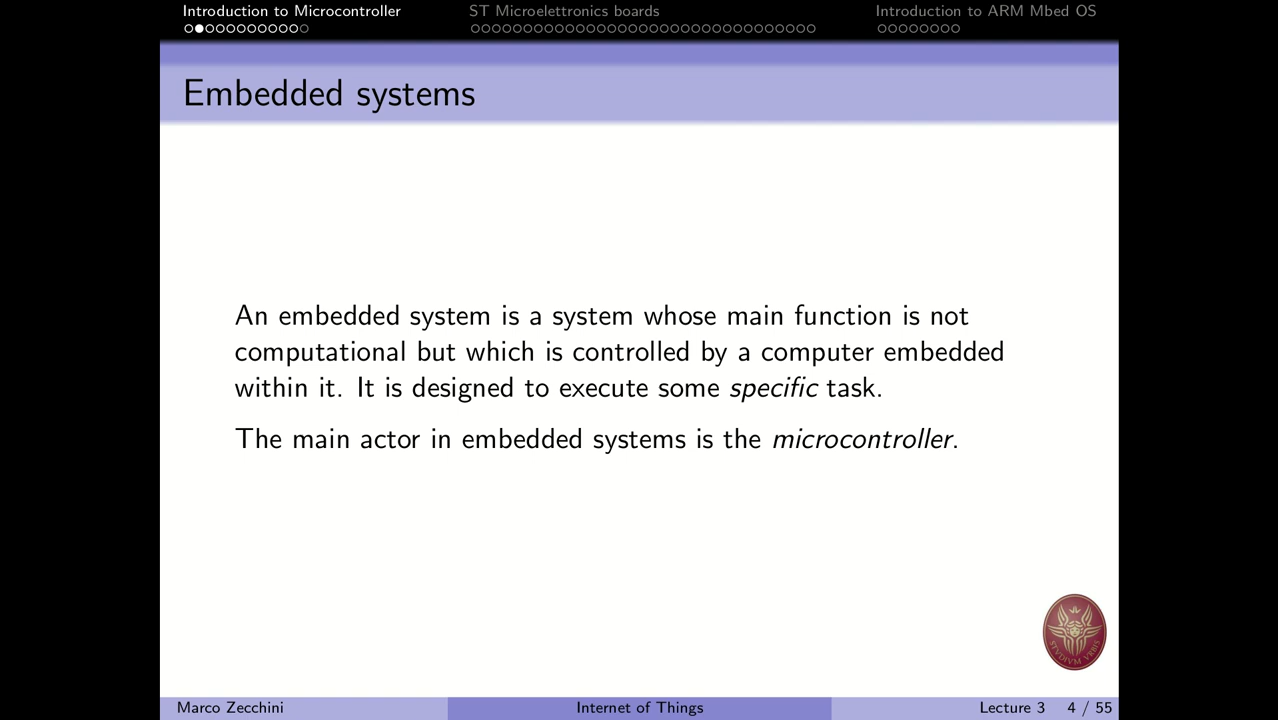 Introduction to Microcontroller ST Microelettronics boards Introduction to ARM Mbed OS
Embedded systems
An embedded system is a system whose main function is not
computational but which is controlled by a computer embedded
within it. It is designed to execute some specific task.
The main actor in embedded systems is the microcontroller.
STVDIVM VRBIS
Marco Zecchini Internet of Things Lecture 3 4 / 55